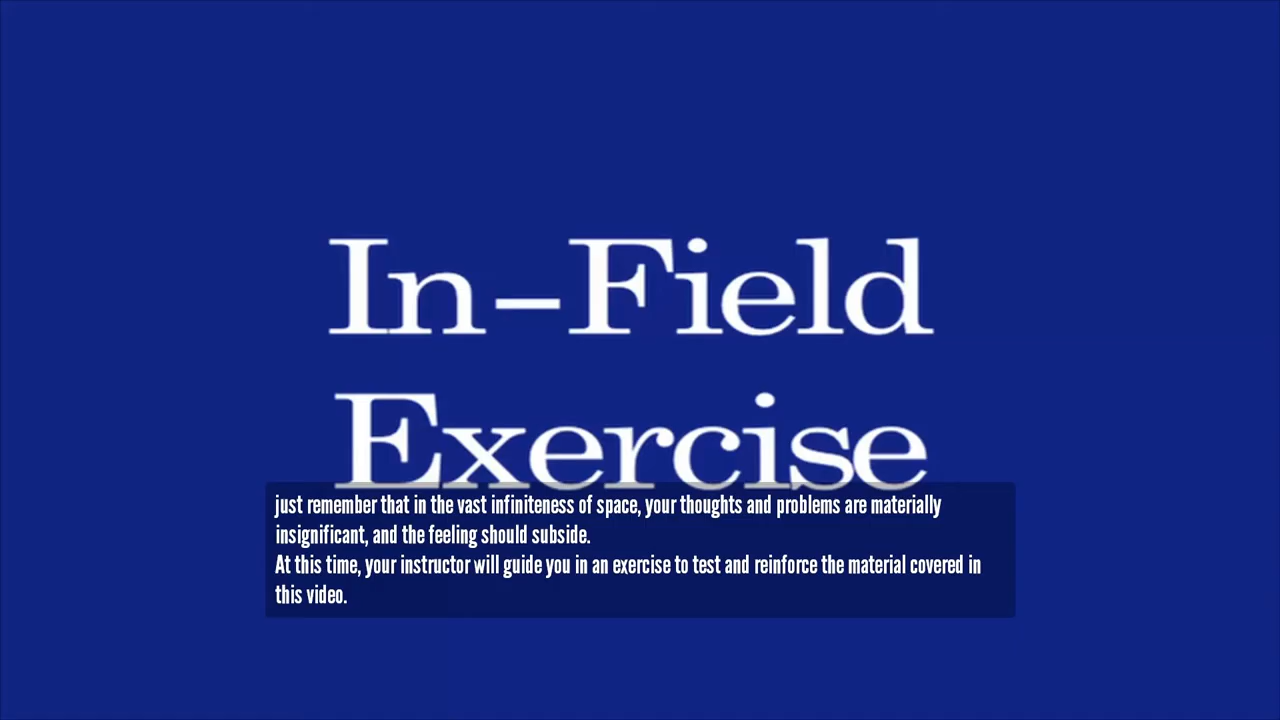 In-Field
Exercise
just remember that in the vast infiniteness of space, your thoughts and problems are materially
insignificant, and the feeling should subside.
At this time, your instructor will guide you in an exercise to test and reinforce the material covered in
this video.